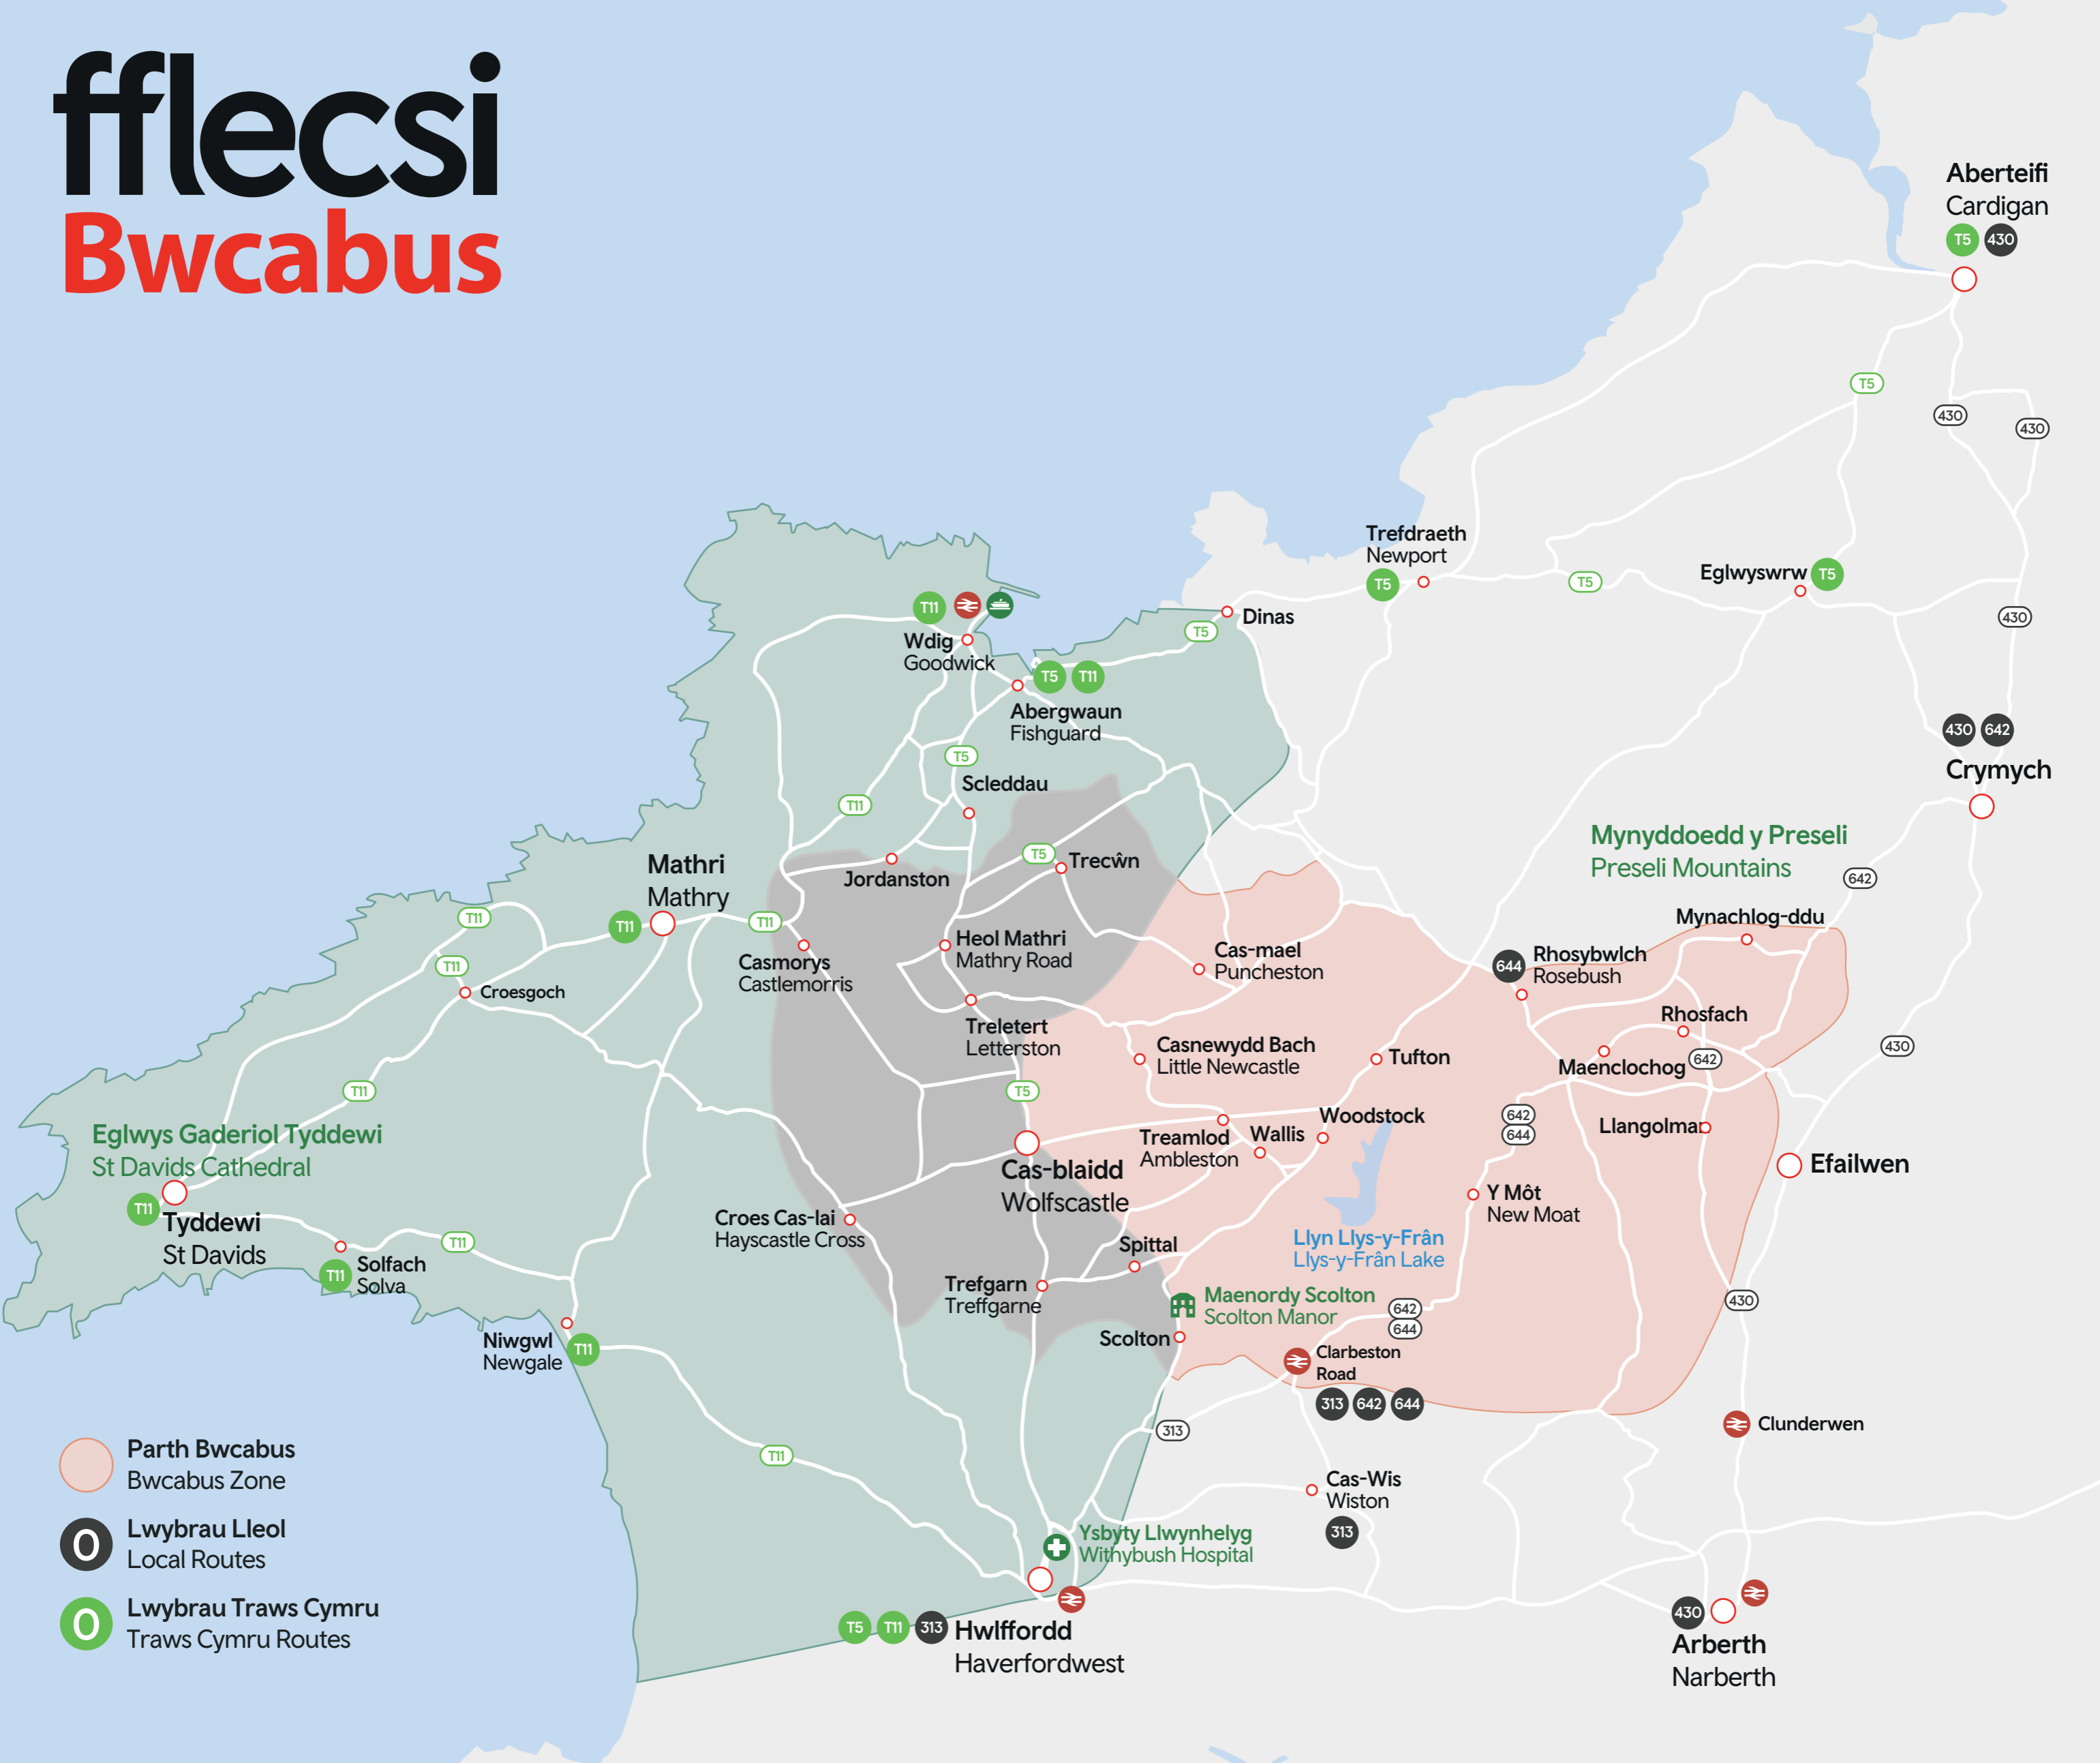 fflecsi
Bwcabus
Aberteifi
Cardigan
T5 430
T5
430
430
Trefdraeth
Newport
T5
T5
Eglwyswrw T5
430
Dinas
T5
T11
Wdig
Goodwick
T5 T11
Abergwaun
Fishguard
T5
Scleddau
T11
430 642
Crymych
Mynyddoedd y Preseli
Preseli Mountains
642
T5
Trecŵn
Jordanston
Mathri
Mathry
T11
T11
T11
T11
Croesgoch
Casmorys
Castlemorris
Heol Mathri
Mathry Road
Cas-mael
Puncheston
Mynachlog-ddu
644
Rhosybwlch
Rosebush
Rhosfach
Treletert
Letterston
Casnewydd Bach
Little Newcastle
Tufton
Maenclochog
642
430
T11
T5
642
644
Eglwys Gaderiol Tyddewi
St Davids Cathedral
Treamlod
Ambleston
Wallis
Woodstock
Llangolman
Cas-blaidd
Wolfscastle
Efailwen
T11
Tyddewi
St Davids
T11
Solfach
Solva
T11
Croes Cas-lai
Hayscastle Cross
Y Môt
New Moat
Llyn Llys-y-Frân
Llys-y-Frân Lake
Spittal
Trefgarn
Treffgarne
Maenordy Scolton
Scolton Manor
Scolton
642
644
430
Niwgwl
Newgale
T11
Clarbeston
Road
313 642 644
313
Clunderwen
T11
Cas-Wis
Wiston
313
Ysbyty Llwynhelyg
Withybush Hospital
T5 T11 313
Hwlffordd
Haverfordwest
430
Arberth
Narberth
Parth Bwcabus
Bwcabus Zone
0
Lwybrau Lleol
Local Routes
0
Lwybrau Traws Cymru
Traws Cymru Routes